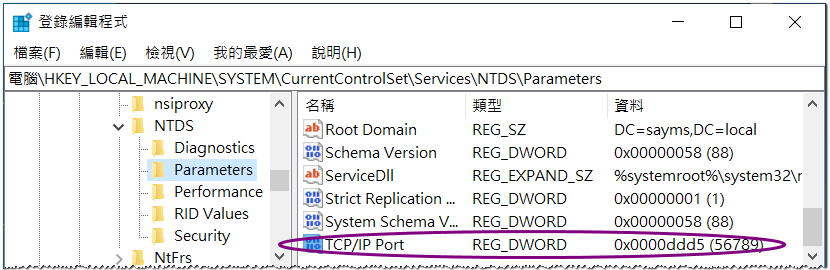 登錄編輯程式
檔案(F) 編輯(E) 檢視(V) 我的最愛(A) 說明(H)
電腦\HKEY_LOCAL_MACHINE\SYSTEM\CurrentControlSet\Services\NTDS\Parameters
nsiproxy
NTDS
Diagnostics
Parameters
Performance
RID Values
Security
NtFrs
名稱 類型 資料
Root Domain REG_SZ DC=sayms,DC=local
Schema Version REG_DWORD 0x00000058 (88)
ServiceDll REG_EXPAND_SZ %systemroot%\system32\
Strict Replication ... REG_DWORD 0x00000001 (1)
System Schema V... REG_DWORD 0x00000058 (88)
TCP/IP Port REG_DWORD 0x0000ddd5 (56789)